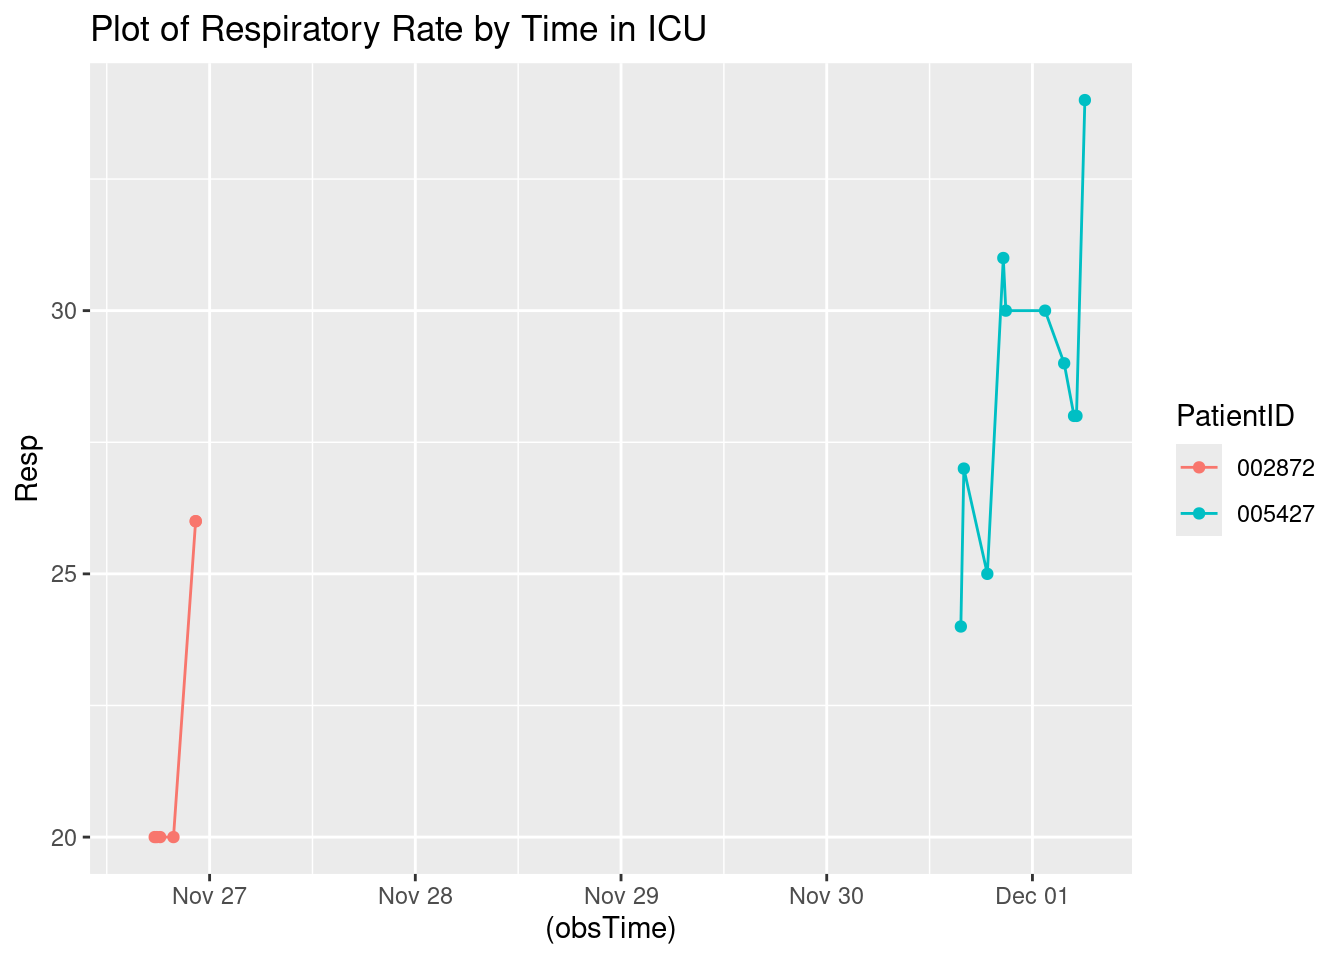 Plot of Respiratory Rate by Time in ICU
Resp
30
25
20
Nov 27 Nov 28 Nov 29 Nov 30 Dec 01
(obsTime)
PatientID
002872
005427